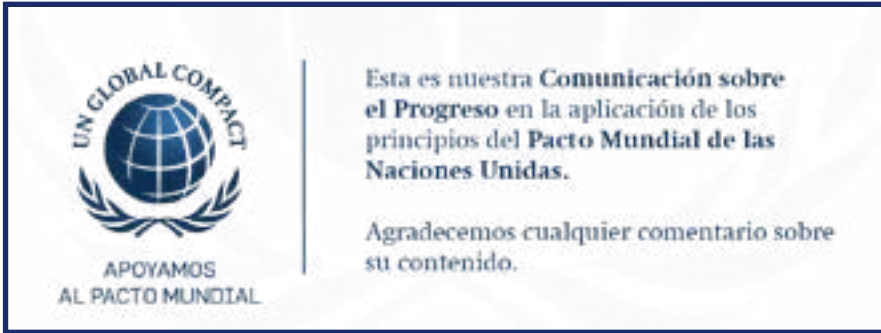 UN GLOBAL COMPACT
APOYAMOS
AL PACTO MUNDIAL
Esta es nuestra Comunicación sobre
el Progreso en la aplicación de los
principios del Pacto Mundial de las
Naciones Unidas.
Agradecemos cualquier comentario sobre
su contenido.